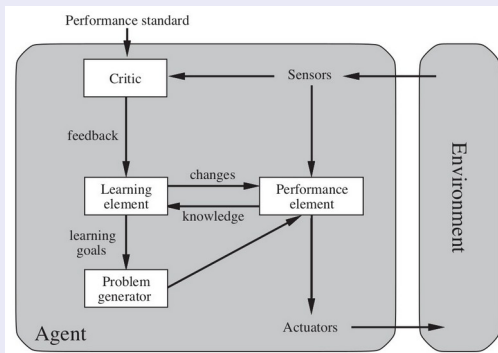 Performance standard
Critic
Sensors
feedback
changes
Learning
element
Performance
element
knowledge
learning
goals
Problem
generator
Agent
Actuators
Environment